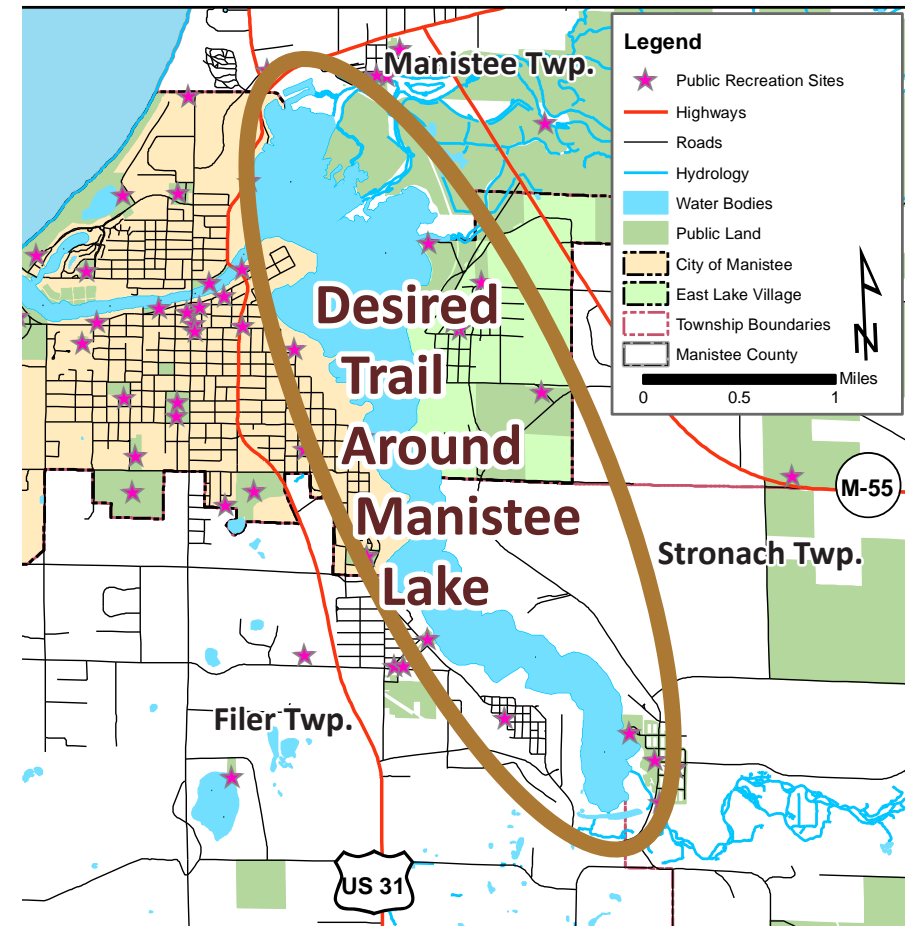 Manistee Twp.
Legend
Public Recreation Sites
Highways
Roads
Hydrology
Water Bodies
Public Land
City of Manistee
East Lake Village
Township Boundaries
Manistee County
N
Miles
0 0.5 1
Desired
Trail
Around
Manistee
Lake
M-55
Stronach Twp.
Filer Twp.
US 31